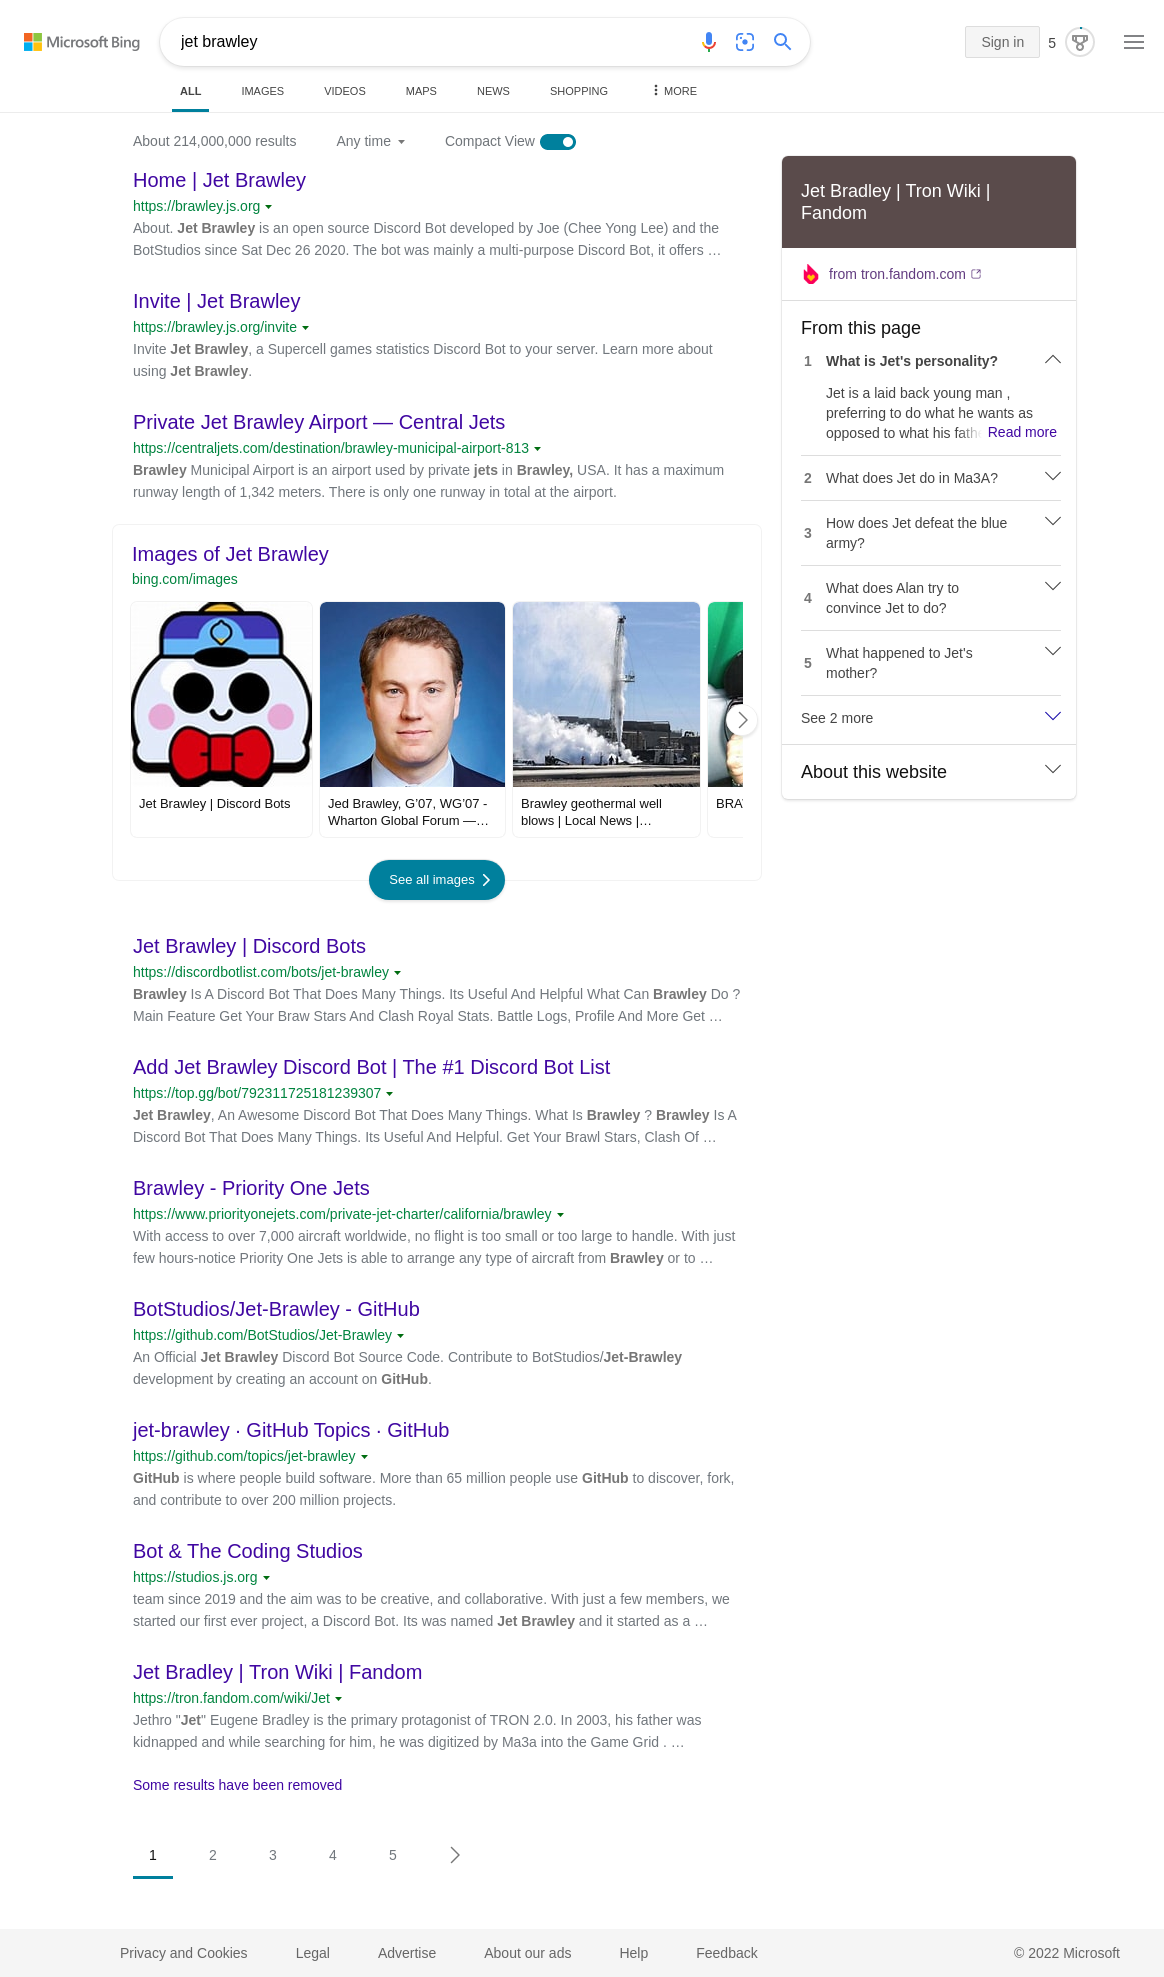 Microsoft Bing
jet brawley
Sign in
5
ALL
IMAGES
VIDEOS
MAPS
NEWS
SHOPPING
MORE
About 214,000,000 results
Any time
Compact View
Home | Jet Brawley
https://brawley.js.org
About. Jet Brawley is an open source Discord Bot developed by Joe (Chee Yong Lee) and the
BotStudios since Sat Dec 26 2020. The bot was mainly a multi-purpose Discord Bot, it offers …
Invite | Jet Brawley
https://brawley.js.org/invite
Invite Jet Brawley, a Supercell games statistics Discord Bot to your server. Learn more about
using Jet Brawley.
Private Jet Brawley Airport — Central Jets
https://centraljets.com/destination/brawley-municipal-airport-813
Brawley Municipal Airport is an airport used by private jets in Brawley, USA. It has a maximum
runway length of 1,342 meters. There is only one runway in total at the airport.
Images of Jet Brawley
bing.com/images
Jet Brawley | Discord Bots
Jed Brawley, G’07, WG’07 -
Wharton Global Forum —…
Brawley geothermal well
blows | Local News |…
See all images
Jet Brawley | Discord Bots
https://discordbotlist.com/bots/jet-brawley
Brawley Is A Discord Bot That Does Many Things. Its Useful And Helpful What Can Brawley Do ?
Main Feature Get Your Braw Stars And Clash Royal Stats. Battle Logs, Profile And More Get …
Add Jet Brawley Discord Bot | The #1 Discord Bot List
https://top.gg/bot/792311725181239307
Jet Brawley, An Awesome Discord Bot That Does Many Things. What Is Brawley ? Brawley Is A
Discord Bot That Does Many Things. Its Useful And Helpful. Get Your Brawl Stars, Clash Of …
Brawley - Priority One Jets
https://www.priorityonejets.com/private-jet-charter/california/brawley
With access to over 7,000 aircraft worldwide, no flight is too small or too large to handle. With just
few hours-notice Priority One Jets is able to arrange any type of aircraft from Brawley or to …
BotStudios/Jet-Brawley - GitHub
https://github.com/BotStudios/Jet-Brawley
An Official Jet Brawley Discord Bot Source Code. Contribute to BotStudios/Jet-Brawley
development by creating an account on GitHub.
jet-brawley · GitHub Topics · GitHub
https://github.com/topics/jet-brawley
GitHub is where people build software. More than 65 million people use GitHub to discover, fork,
and contribute to over 200 million projects.
Bot & The Coding Studios
https://studios.js.org
team since 2019 and the aim was to be creative, and collaborative. With just a few members, we
started our first ever project, a Discord Bot. Its was named Jet Brawley and it started as a …
Jet Bradley | Tron Wiki | Fandom
https://tron.fandom.com/wiki/Jet
Jethro "Jet" Eugene Bradley is the primary protagonist of TRON 2.0. In 2003, his father was
kidnapped and while searching for him, he was digitized by Ma3a into the Game Grid . …
Some results have been removed
1
2
3
4
5
Jet Bradley | Tron Wiki |
Fandom
from tron.fandom.com
From this page
1 What is Jet's personality?
Jet is a laid back young man ,
preferring to do what he wants as
opposed to what his Read more
2 What does Jet do in Ma3A?
3 How does Jet defeat the blue
army?
4 What does Alan try to
convince Jet to do?
5 What happened to Jet's
mother?
See 2 more
About this website
Privacy and Cookies
Legal
Advertise
About our ads
Help
Feedback
© 2022 Microsoft